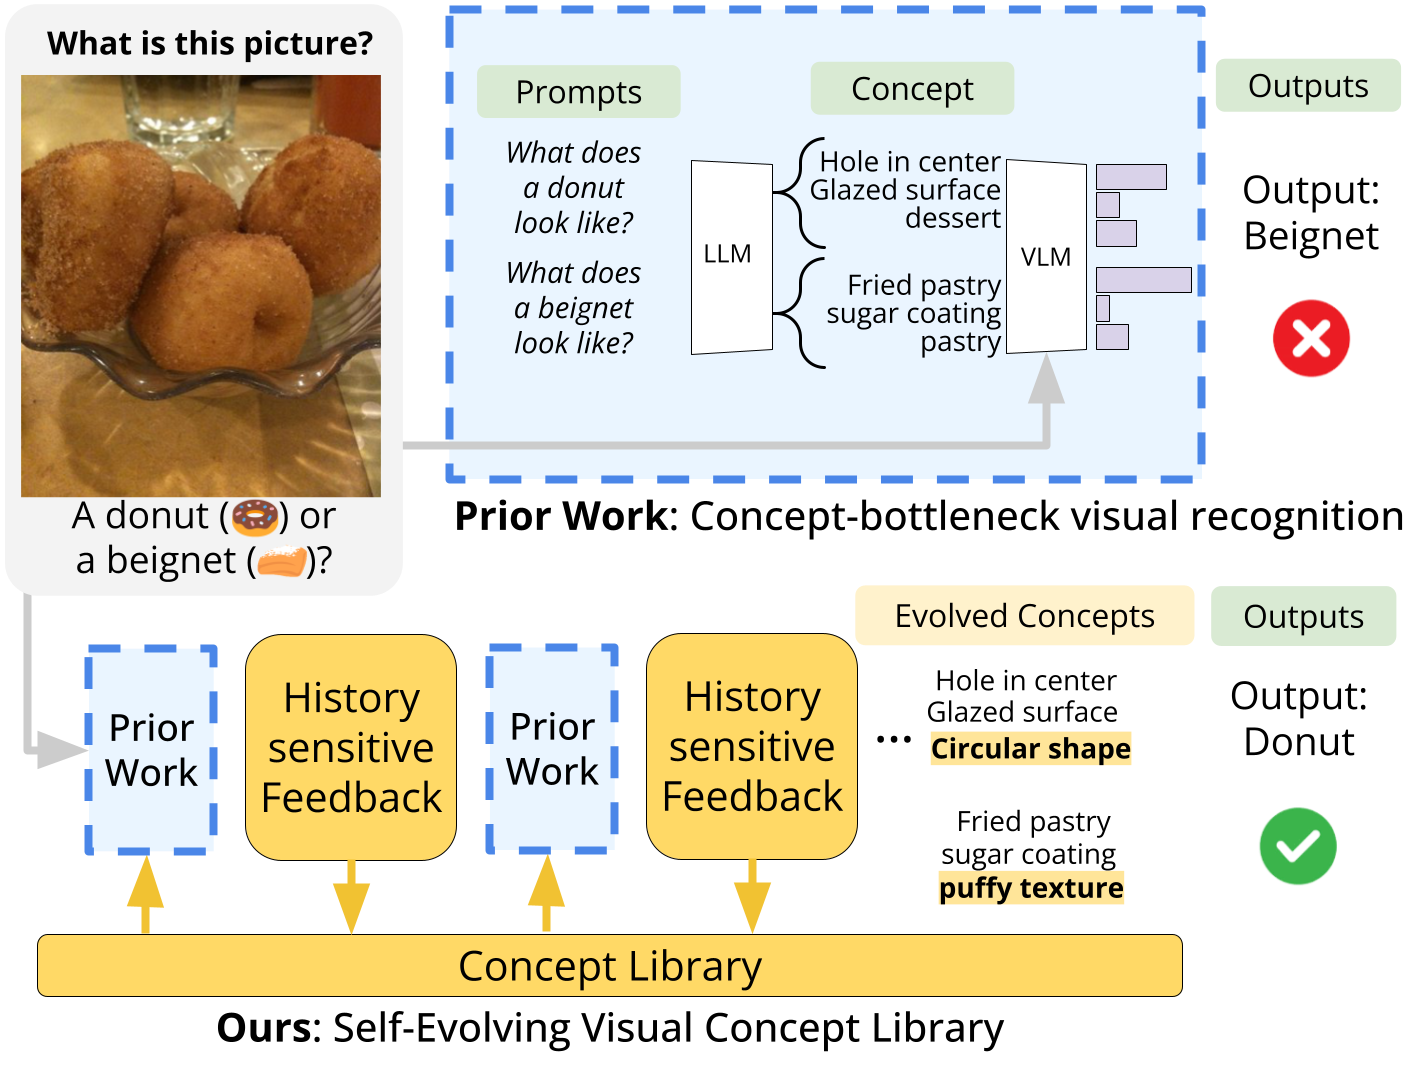 What is this picture?
A donut (🍩) or
a beignet (🍰)?
Prompts
What does
a donut
look like?
What does
a beignet
look like?
LLM
Concept
Hole in center
Glazed surface
dessert
Fried pastry
sugar coating
pastry
VLM
Outputs
Output:
Beignet
Prior Work: Concept-bottleneck visual recognition
Prior
Work
History
sensitive
Feedback
Prior
Work
History
sensitive
Feedback
...
Evolved Concepts
Hole in center
Glazed surface
Circular shape
Fried pastry
sugar coating
puffy texture
Outputs
Output:
Donut
Concept Library
Ours: Self-Evolving Visual Concept Library